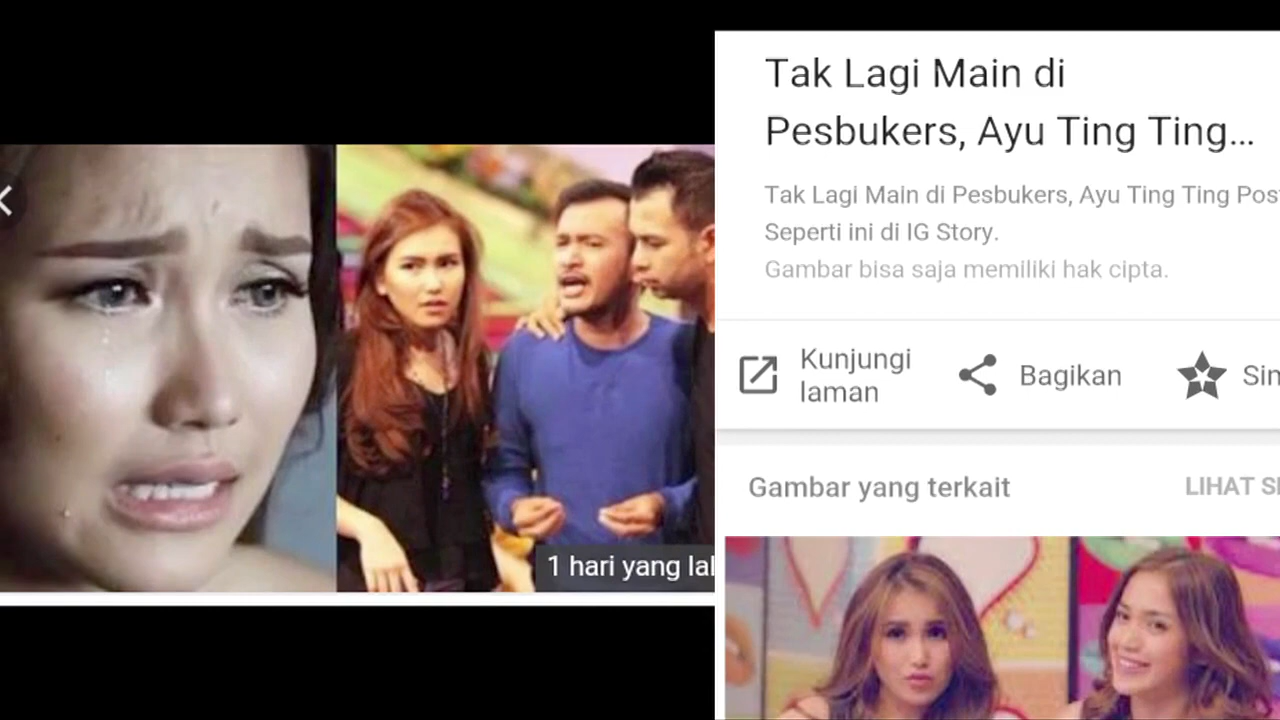 1 hari yang lal
Tak Lagi Main di
Pesbukers, Ayu Ting Ting...
Tak Lagi Main di Pesbukers, Ayu Ting Ting Pos
Seperti ini di IG Story.
Gambar bisa saja memiliki hak cipta.
Kunjungi
laman
Bagikan
Sim
Gambar yang terkait
LIHAT S